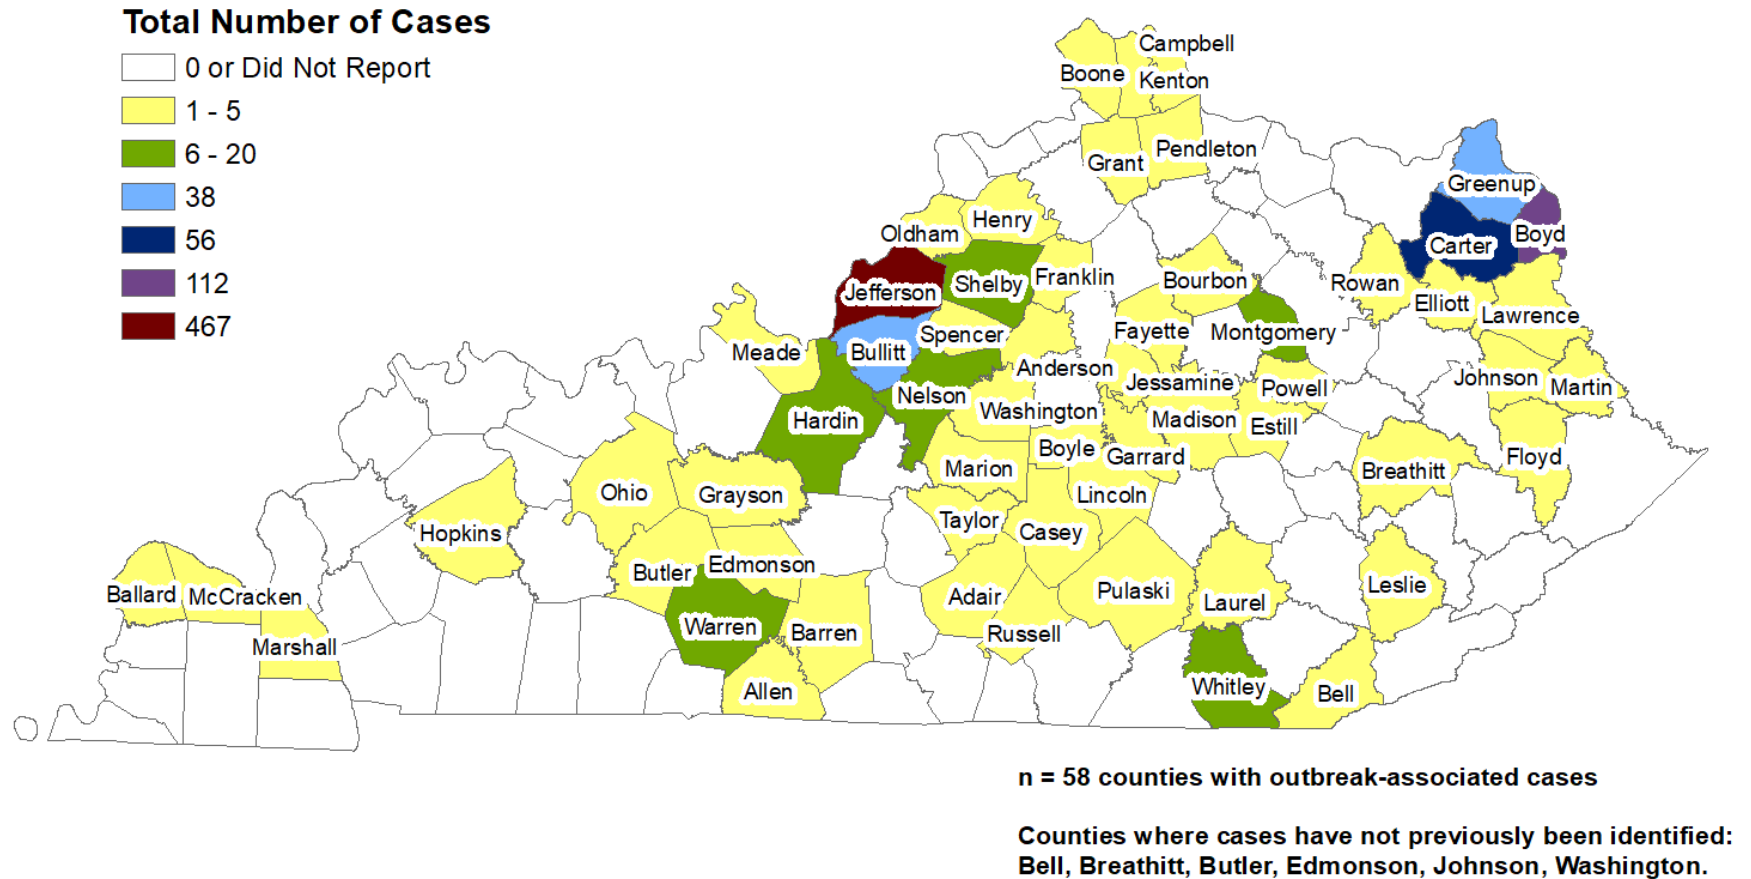 Total Number of Cases
0 or Did Not Report
1 - 5
6 - 20
38
56
112
467
Campbell
Boone
Kenton
Pendleton
Grant
Greenup
Henry
Oldham
Boyd
Carter
Franklin
Bourbon
Rowan
Shelby
Jefferson
Elliott
Lawrence
Spencer
Fayette
Montgomery
Meade
Bullitt
Anderson
Johnson
Martin
Jessamine
Powell
Nelson
Washington
Hardin
Madison
Estill
Boyle
Garrard
Marion
Breathitt
Floyd
Ohio
Grayson
Lincoln
Taylor
Casey
Hopkins
Butler
Edmonson
Leslie
Ballard
McCracken
Adair
Pulaski
Laurel
Warren
Barren
Russell
Marshall
Allen
Whitley
Bell
n = 58 counties with outbreak-associated cases
Counties where cases have not previously been identified:
Bell, Breathitt, Butler, Edmonson, Johnson, Washington.